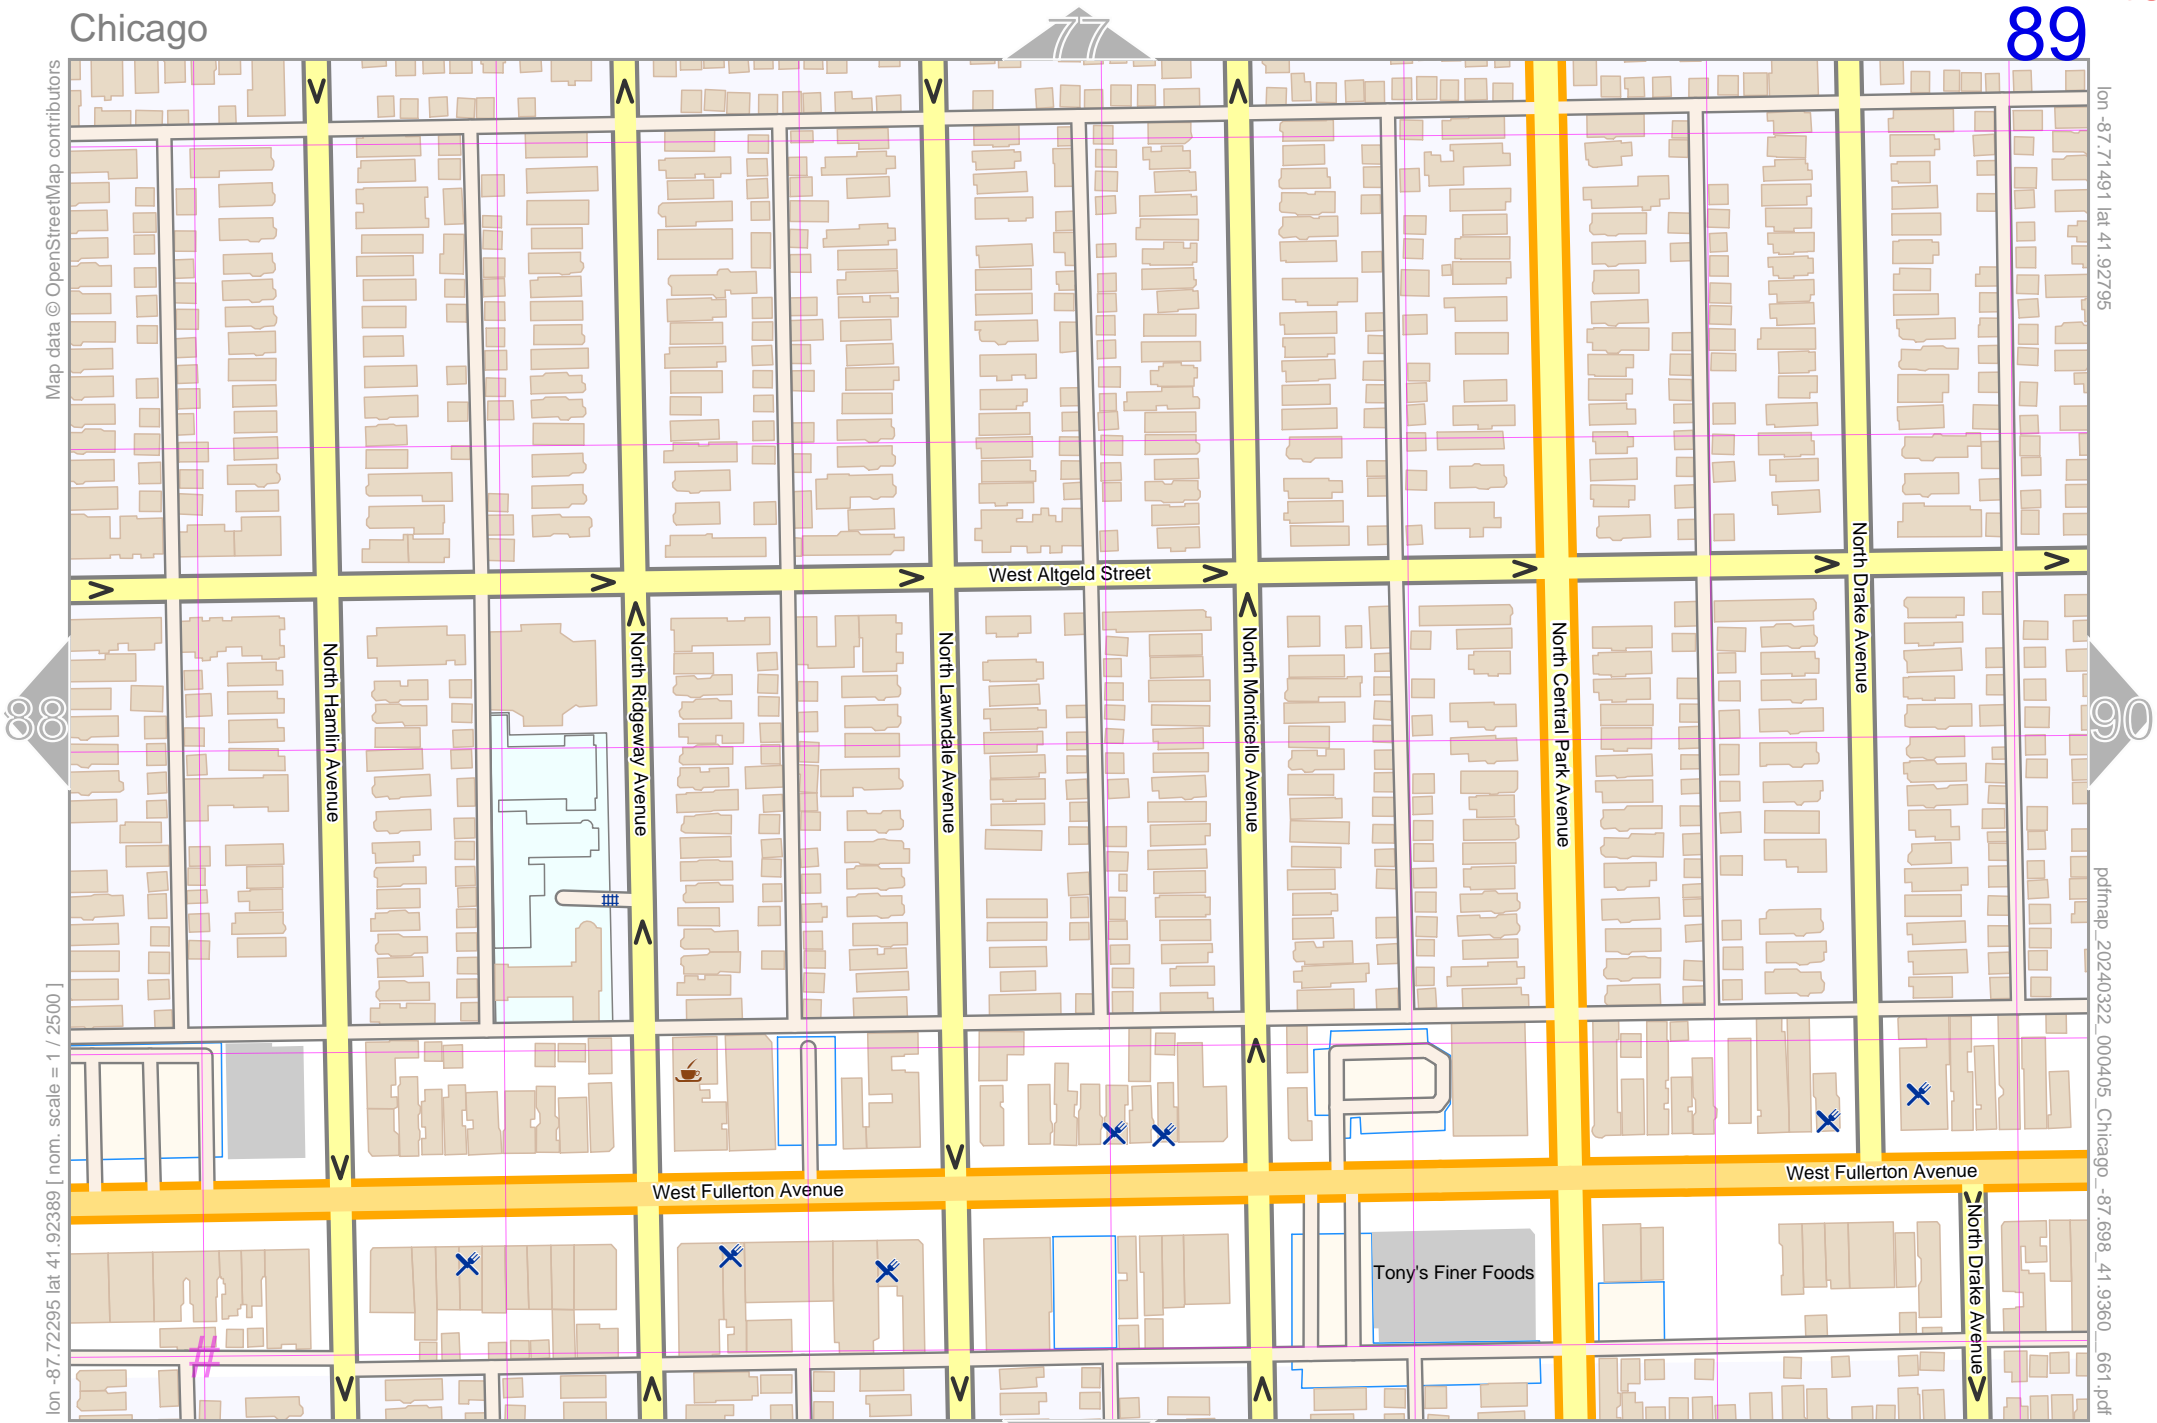 Chicago
77
89
Map data © OpenStreetMap contributors
lon -87.71491 lat 41.92795
West Altgeld Street
North Drake Avenue
North Hamlin Avenue
North Ridgeway Avenue
North Lawndale Avenue
North Monticello Avenue
North Central Park Avenue
88
90
West Fullerton Avenue
West Fullerton Avenue
Tony's Finer Foods
North Drake Avenue
#
lon -87.72295 lat 41.92389 [ nom. scale = 1 / 2500 ]
pdfmap_20240322_000405_Chicago_-87.698_41.9360_661.pdf